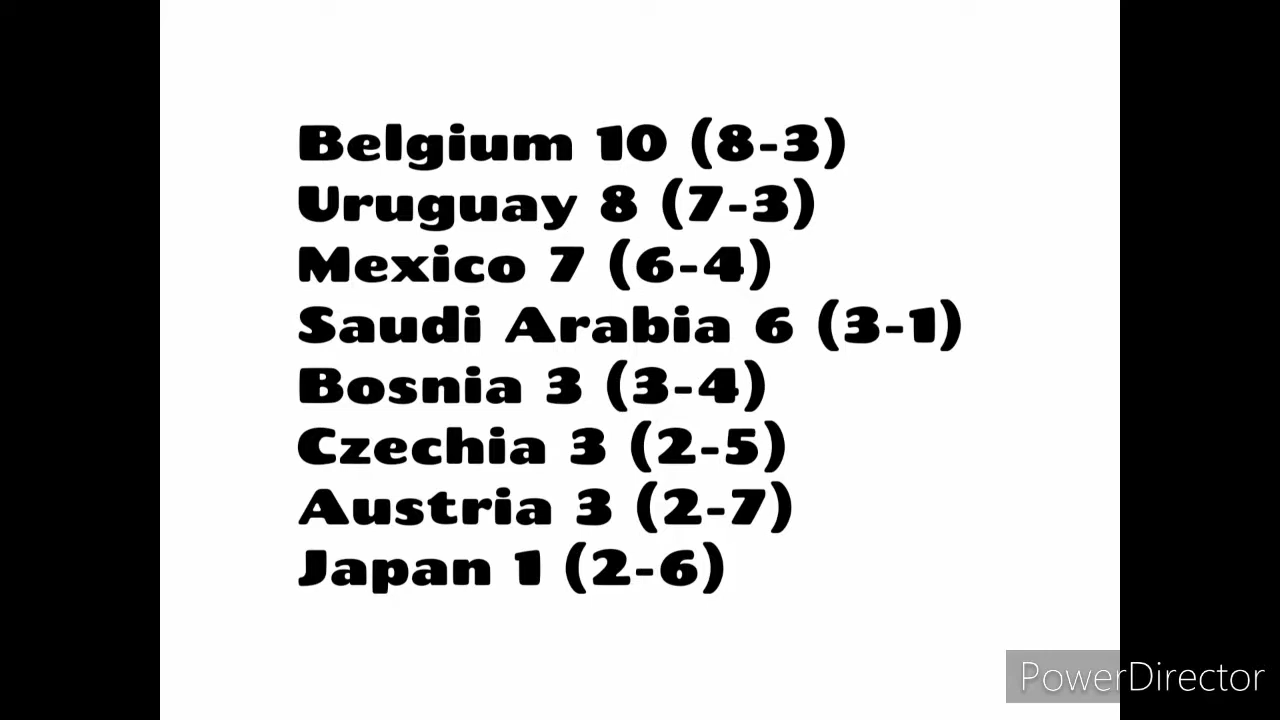 Belgium 10 (8-3)
Uruguay 8 (7-3)
Mexico 7 (6-4)
Saudi Arabia 6 (3-1)
Bosnia 3 (3-4)
Czechia 3 (2-5)
Austria 3 (2-7)
Japan 1 (2-6)
PowerDirector